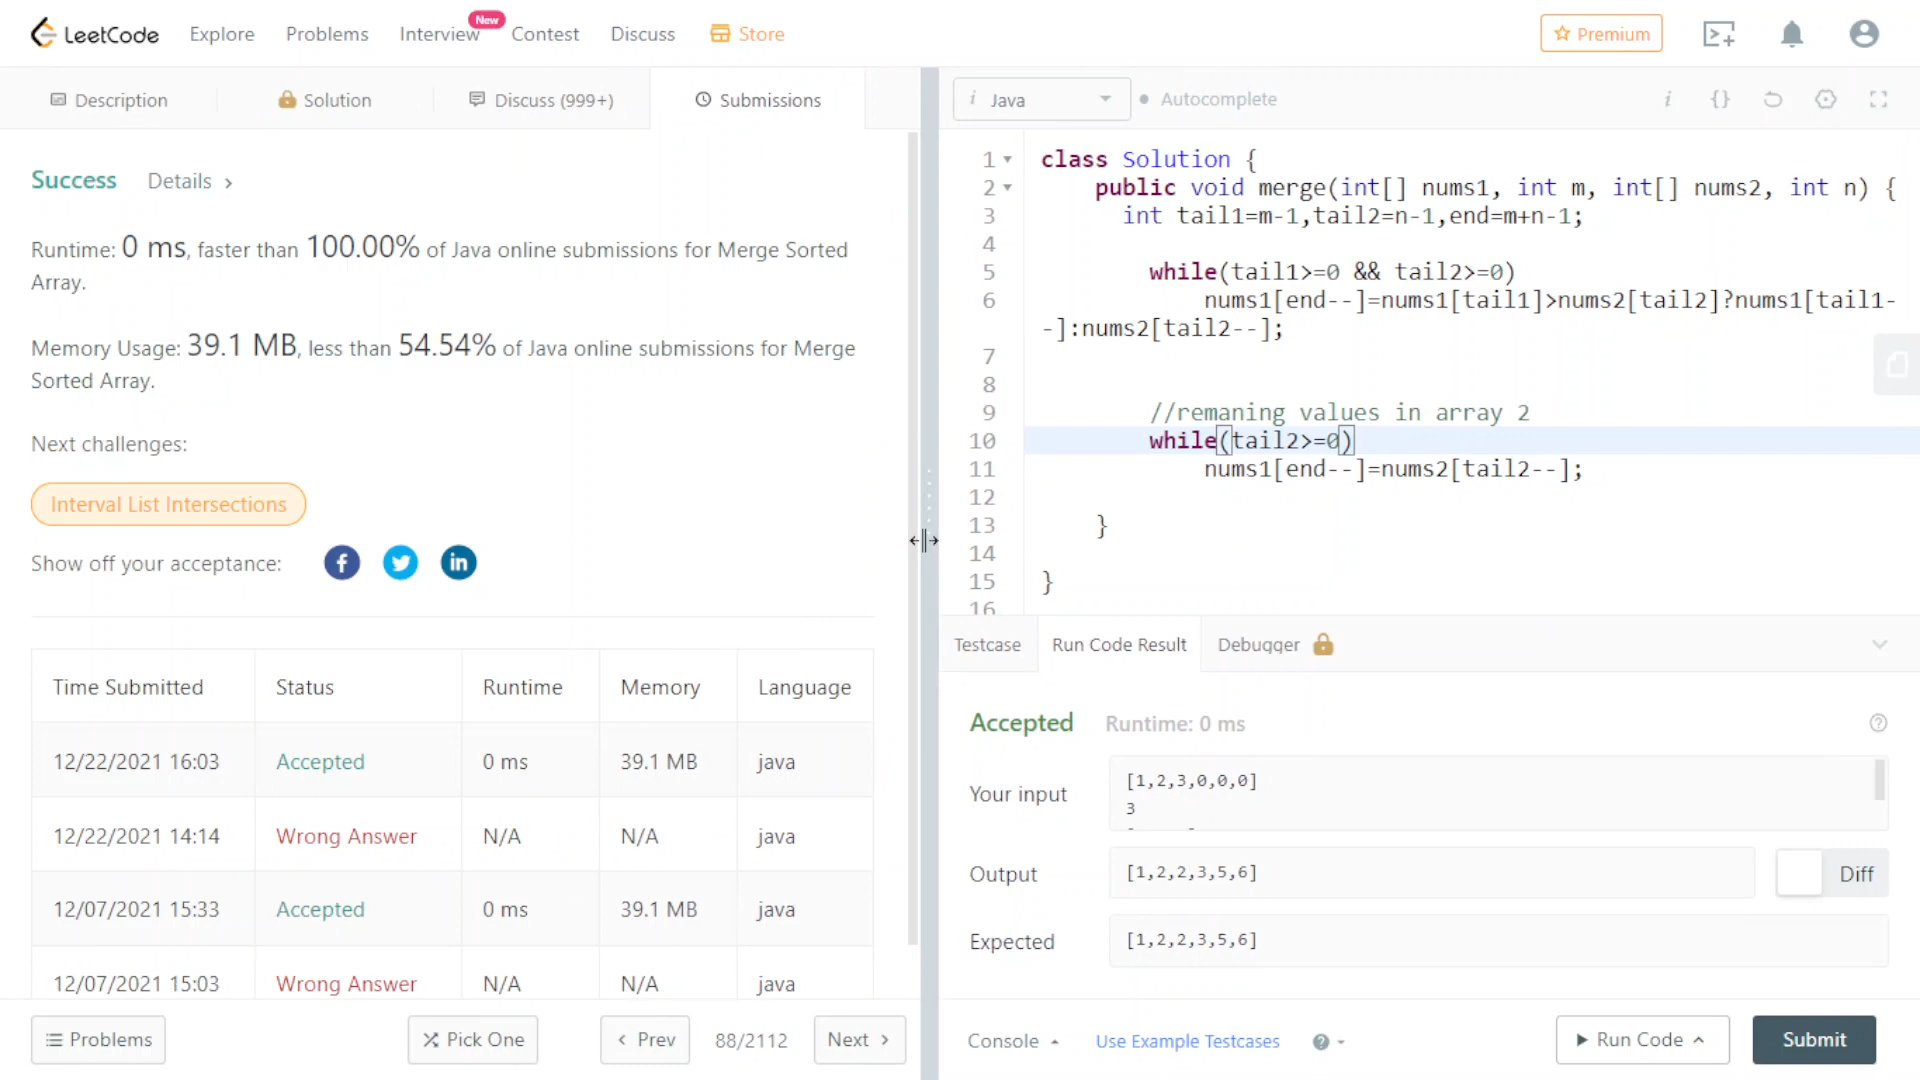 LeetCode Explore Problems Interview New Contest Discuss Store Premium
Description Solution Discuss (999+) Submissions
Success Details >
Runtime: 0 ms, faster than 100.00% of Java online submissions for Merge Sorted
Array.
Memory Usage: 39.1 MB, less than 54.54% of Java online submissions for Merge
Sorted Array.
Next challenges:
Interval List Intersections
Show off your acceptance:
Time Submitted Status Runtime Memory Language
12/22/2021 16:03 Accepted 0 ms 39.1 MB java
12/22/2021 14:14 Wrong Answer N/A N/A java
12/07/2021 15:33 Accepted 0 ms 39.1 MB java
12/07/2021 15:03 Wrong Answer N/A N/A java
Problems Pick One < Prev 88/2112 Next >
i Java Autocomplete i {}
1 class Solution {
2 public void merge(int[] nums1, int m, int[] nums2, int n) {
3 int tail1=m-1,tail2=n-1,end=m+n-1;
4
5 while(tail1>=0 && tail2>=0)
6 nums1[end--]=nums1[tail1]>nums2[tail2]?nums1[tail1-
-]:nums2[tail2--];
7
8
9 //remaning values in array 2
10 while(tail2>=0)
11 nums1[end--]=nums2[tail2--];
12
13 }
14
15 }
16
Testcase Run Code Result Debugger
Accepted Runtime: 0 ms ?
Your input [1,2,3,0,0,0]
3
Output [1,2,2,3,5,6] Diff
Expected [1,2,2,3,5,6]
Console Use Example Testcases ? Run Code Submit